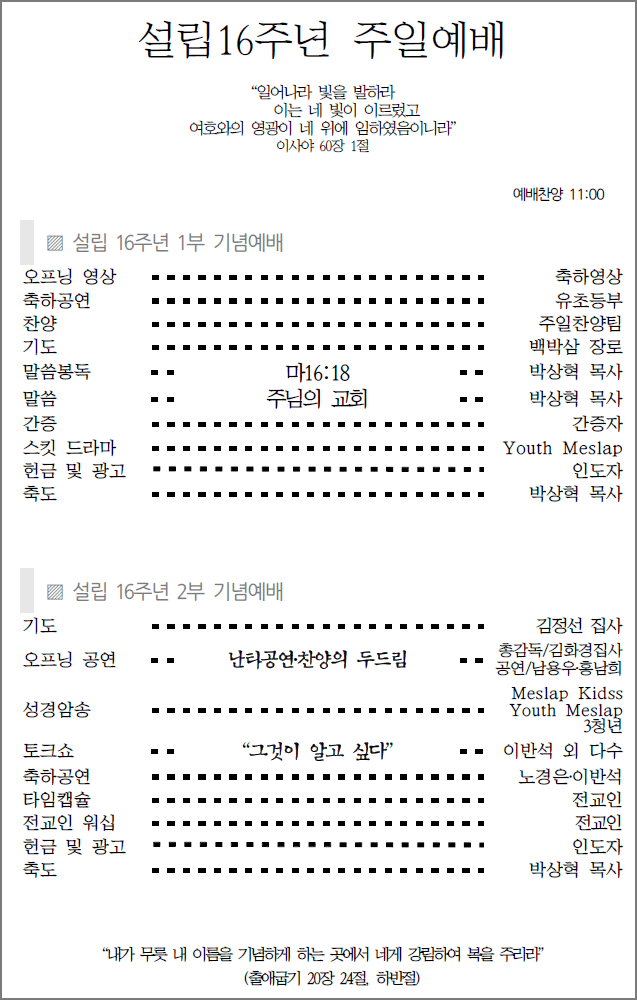 설립16주년 주일예배
“일어나라 빛을 발하라
이는 네 빛이 이르렀고
여호와의 영광이 네 위에 임하였음이니라”
이사야 60장 1절
예배찬양 11:00
▨ 설립 16주년 1부 기념예배
오프닝 영상 축하영상
축하공연 유초등부
찬양 주일찬양팀
기도 백박삼 장로
말씀봉독 마16:18 박상혁 목사
말씀 주님의 교회 박상혁 목사
간증 간증자
스킷 드라마 Youth Meslap
헌금 및 광고 인도자
축도 박상혁 목사
▨ 설립 16주년 2부 기념예배
기도 김정선 집사
오프닝 공연 난타공연·찬양의 두드림 총감독/김화경집사
공연/남용우·홍남희
Meslap Kidss
성경암송 Youth Meslap
3청년
토크쇼 “그것이 알고 싶다” 이반석 외 다수
축하공연 노경은·이반석
타임캡슐 전교인
전교인 워십 전교인
헌금 및 광고 인도자
축도 박상혁 목사
“내가 무릇 내 이름을 기념하게 하는 곳에서 네게 강림하여 복을 주리라”
(출애굽기 20장 24절, 하반절)